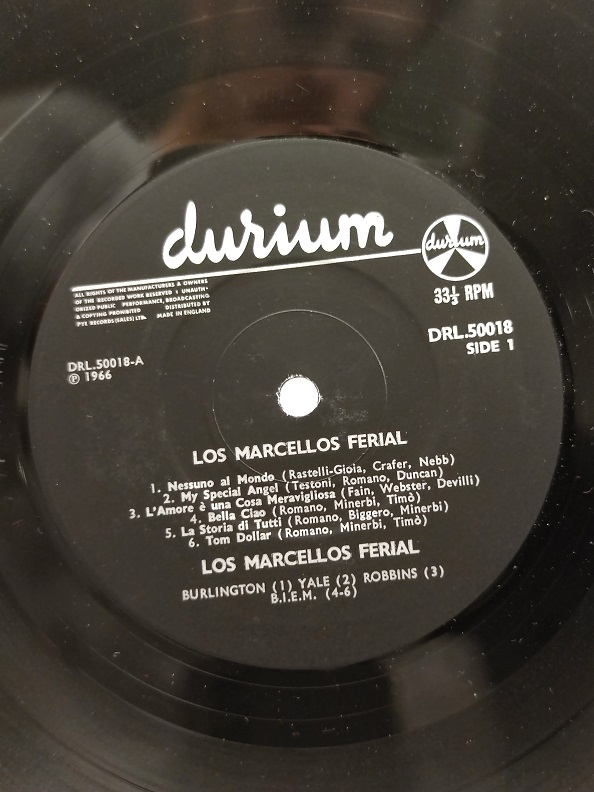 durium
durium
33⅓ RPM
ALL RIGHTS OF THE MANUFACTURERS & OWNERS
OF THE RECORDED WORK RESERVED : UNAUTH-
ORIZED PUBLIC PERFORMANCE, BROADCASTING
& COPYING PROHIBITED DISTRIBUTED BY
PYE RECORDS (SALES) LTD. MADE IN ENGLAND
DRL.50018
SIDE 1
DRL.50018-A
℗ 1966
LOS MARCELLOS FERIAL
1. Nessuno al Mondo (Rastelli-Gioia, Crafer, Nebb)
2. My Special Angel (Testoni, Romano, Duncan)
3. L'Amore è una Cosa Meravigliosa (Fain, Webster, Devilli)
4. Bella Ciao (Romano, Minerbi, Timò)
5. La Storia di Tutti (Romano, Biggero, Minerbi)
6. Tom Dollar (Romano, Minerbi, Timò)
LOS MARCELLOS FERIAL
BURLINGTON (1) YALE (2) ROBBINS (3)
B.I.E.M. (4-6)